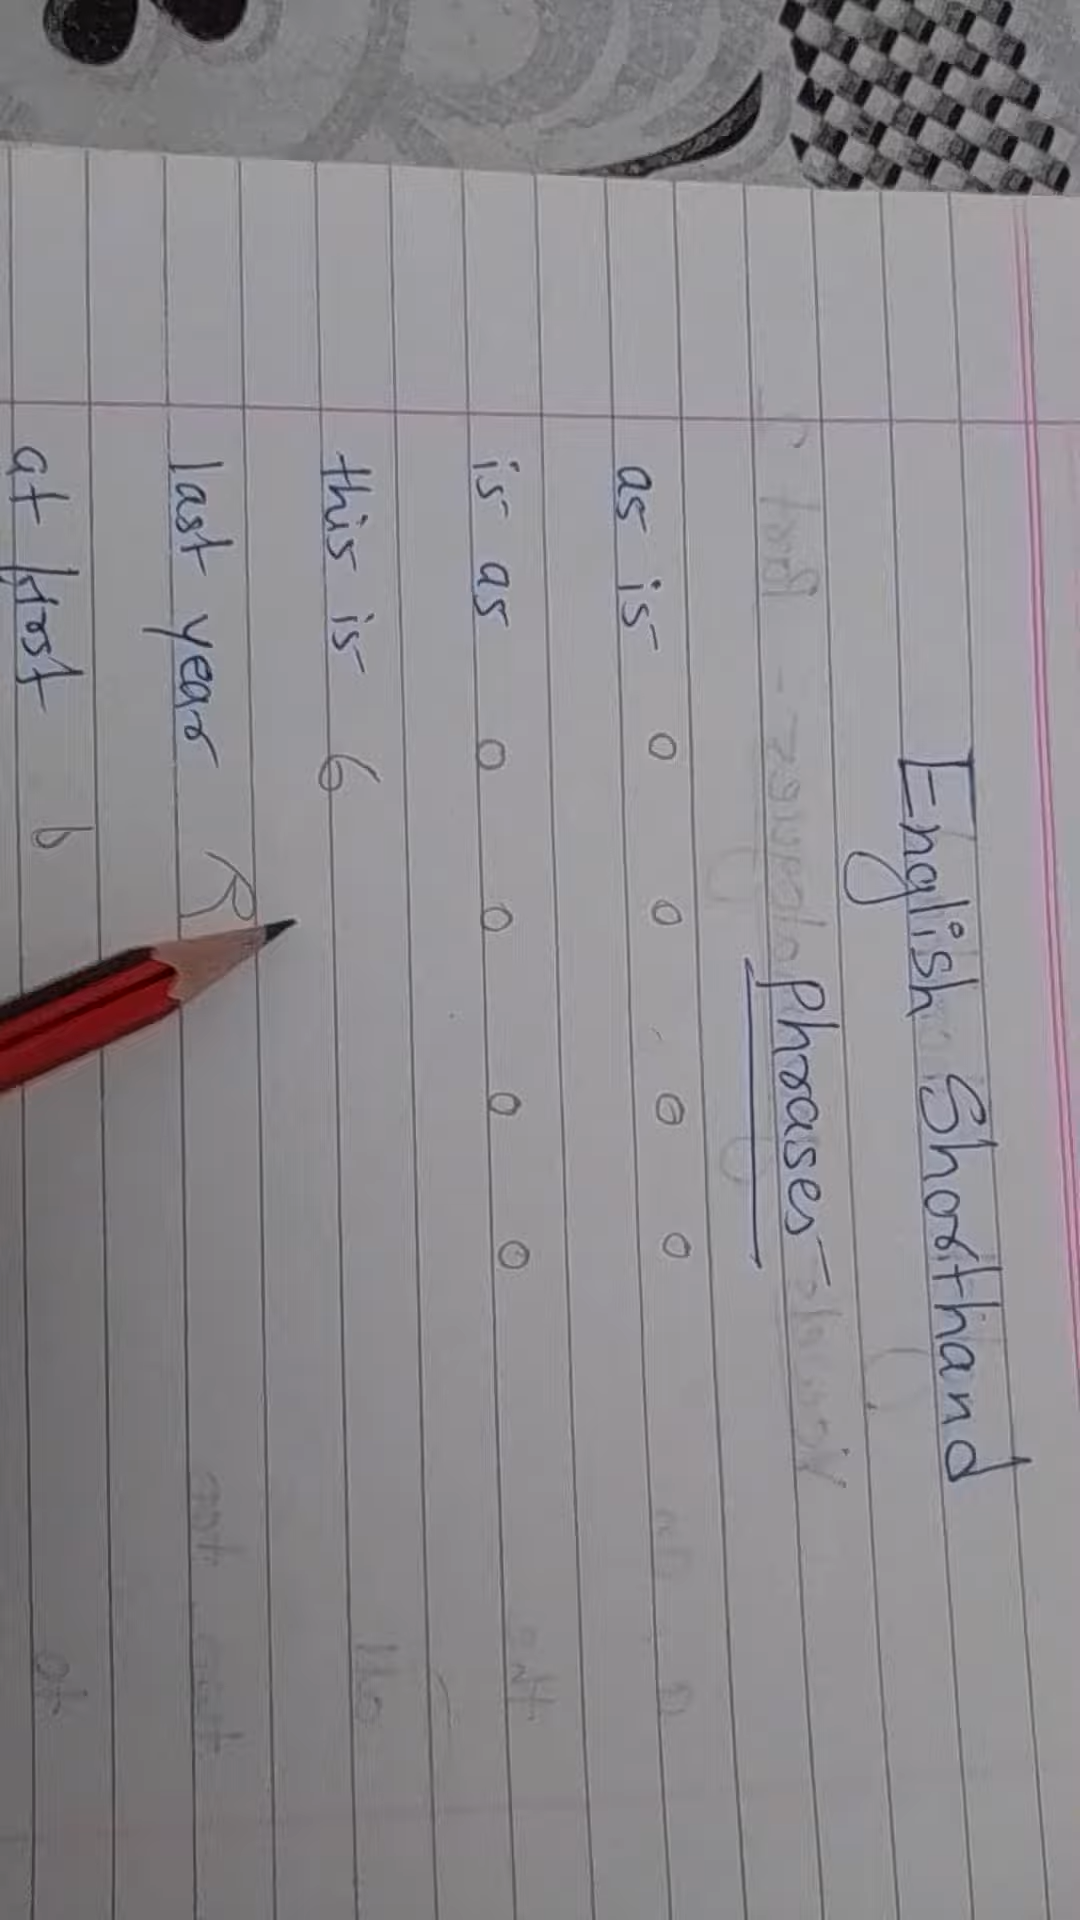 English Shorthand
Phrases
as is
is as
this is
last year
at first